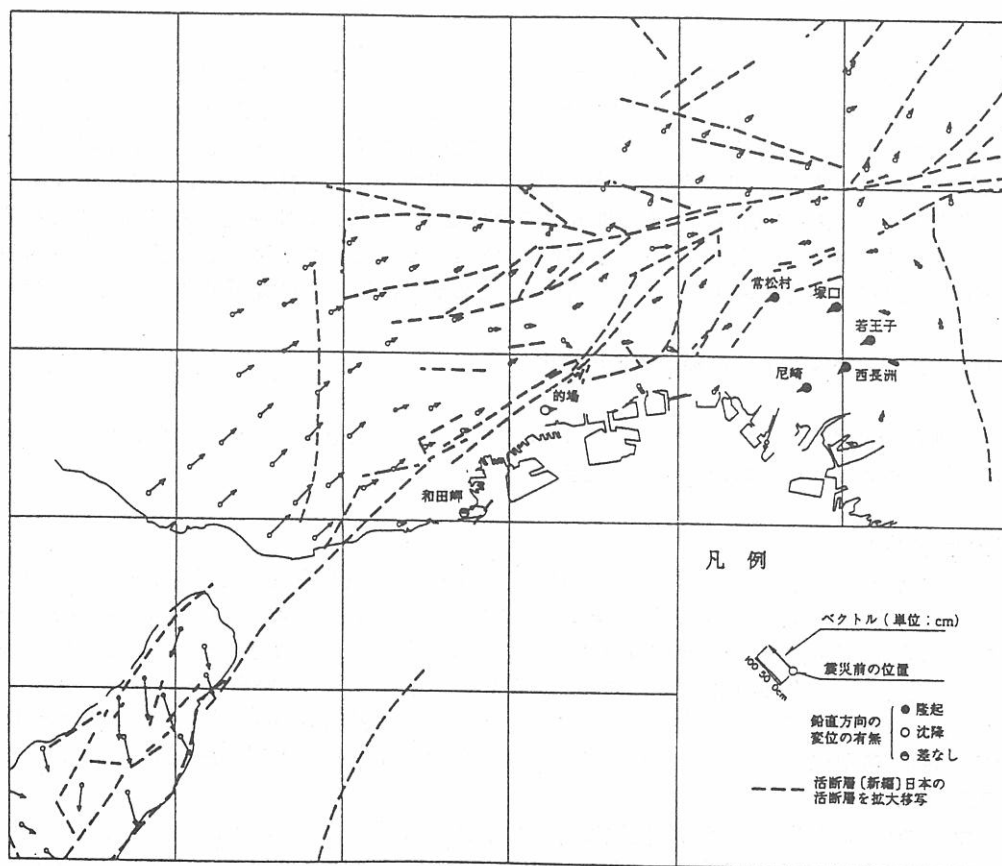 常松村
塚口
若王子
尼崎
西長洲
的場
和田岬
凡 例
ベクトル（単位：cm）
震災前の位置
100 50 0cm
鉛直方向の
変位の有無
隆起
沈降
差なし
活断層〔新編〕日本の
活断層を拡大移写